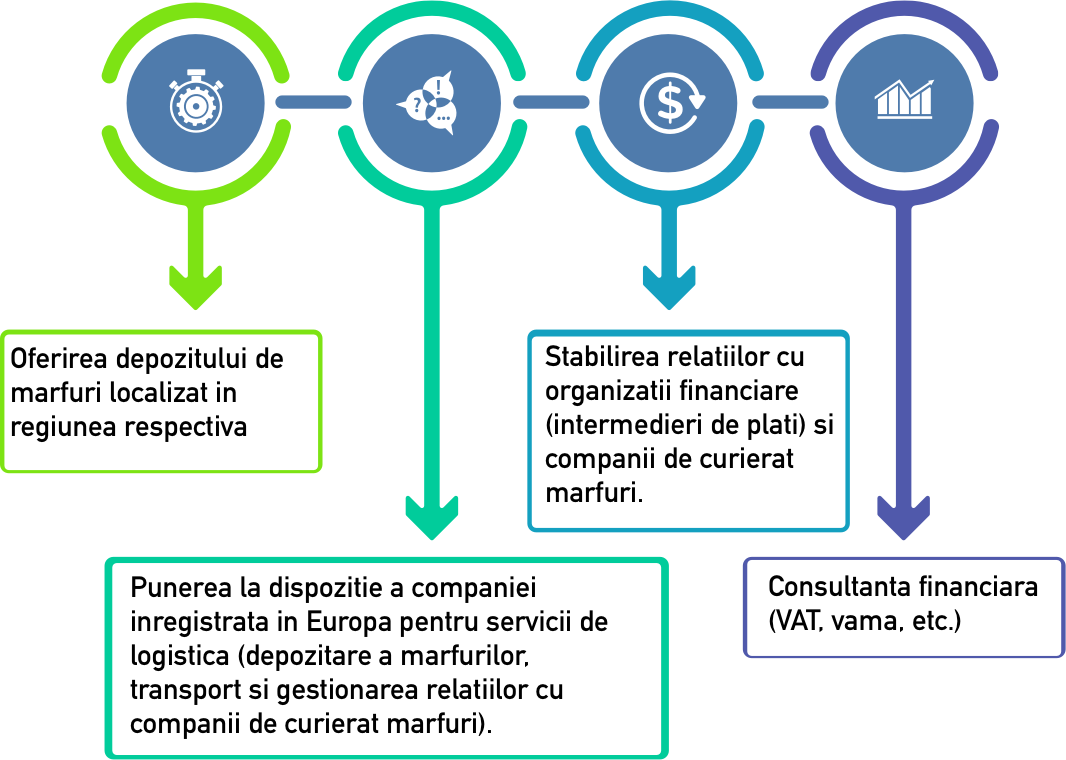 Oferirea depozitului de
marfuri localizat in
regiunea respectiva
Punerea la dispozitie a companiei
inregistrata in Europa pentru servicii de
logistica (depozitare a marfurilor,
transport si gestionarea relatiilor cu
companii de curierat marfuri).
Stabilirea relatiilor cu
organizatii financiare
(intermedieri de plati) si
companii de curierat
marfuri.
Consultanta financiara
(VAT, vama, etc.)